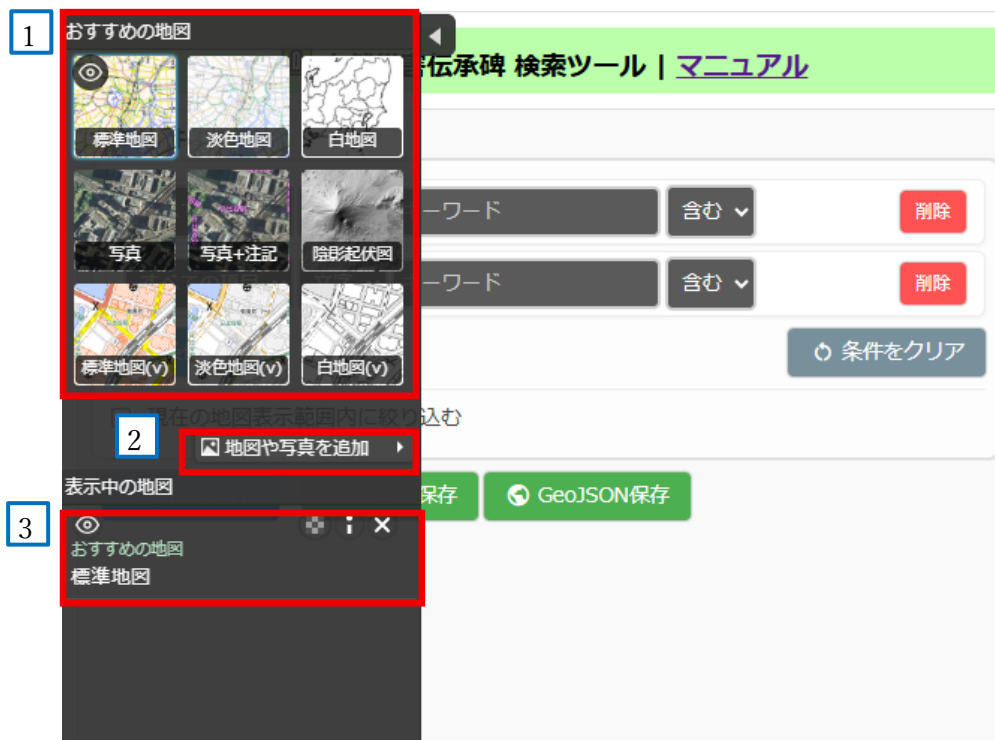 1
おすすめの地図
伝承碑 検索ツール | マニュアル
標準地図
淡色地図
白地図
写真
写真+注記
陰影起伏図
標準地図(v)
淡色地図(v)
白地図(v)
ーワード
含む
削除
ーワード
含む
削除
条件をクリア
現在の地図表示範囲内に絞り込む
2
地図や写真を追加
表示中の地図
保存
GeoJSON保存
3
おすすめの地図
標準地図